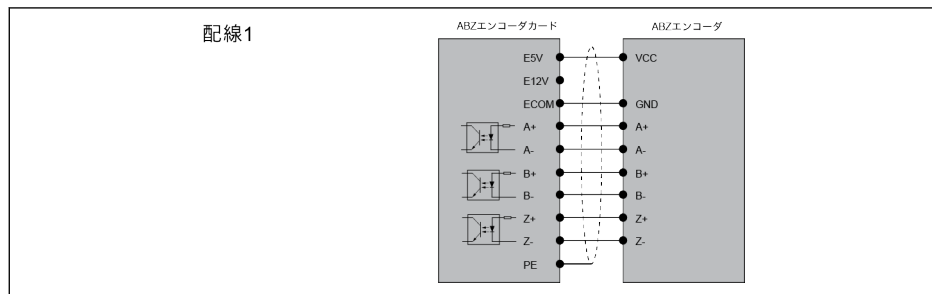 配線1
ABZエンコーダカード ABZエンコーダ
E5V VCC
E12V
ECOM GND
A+ A+
A- A-
B+ B+
B- B-
Z+ Z+
Z- Z-
PE